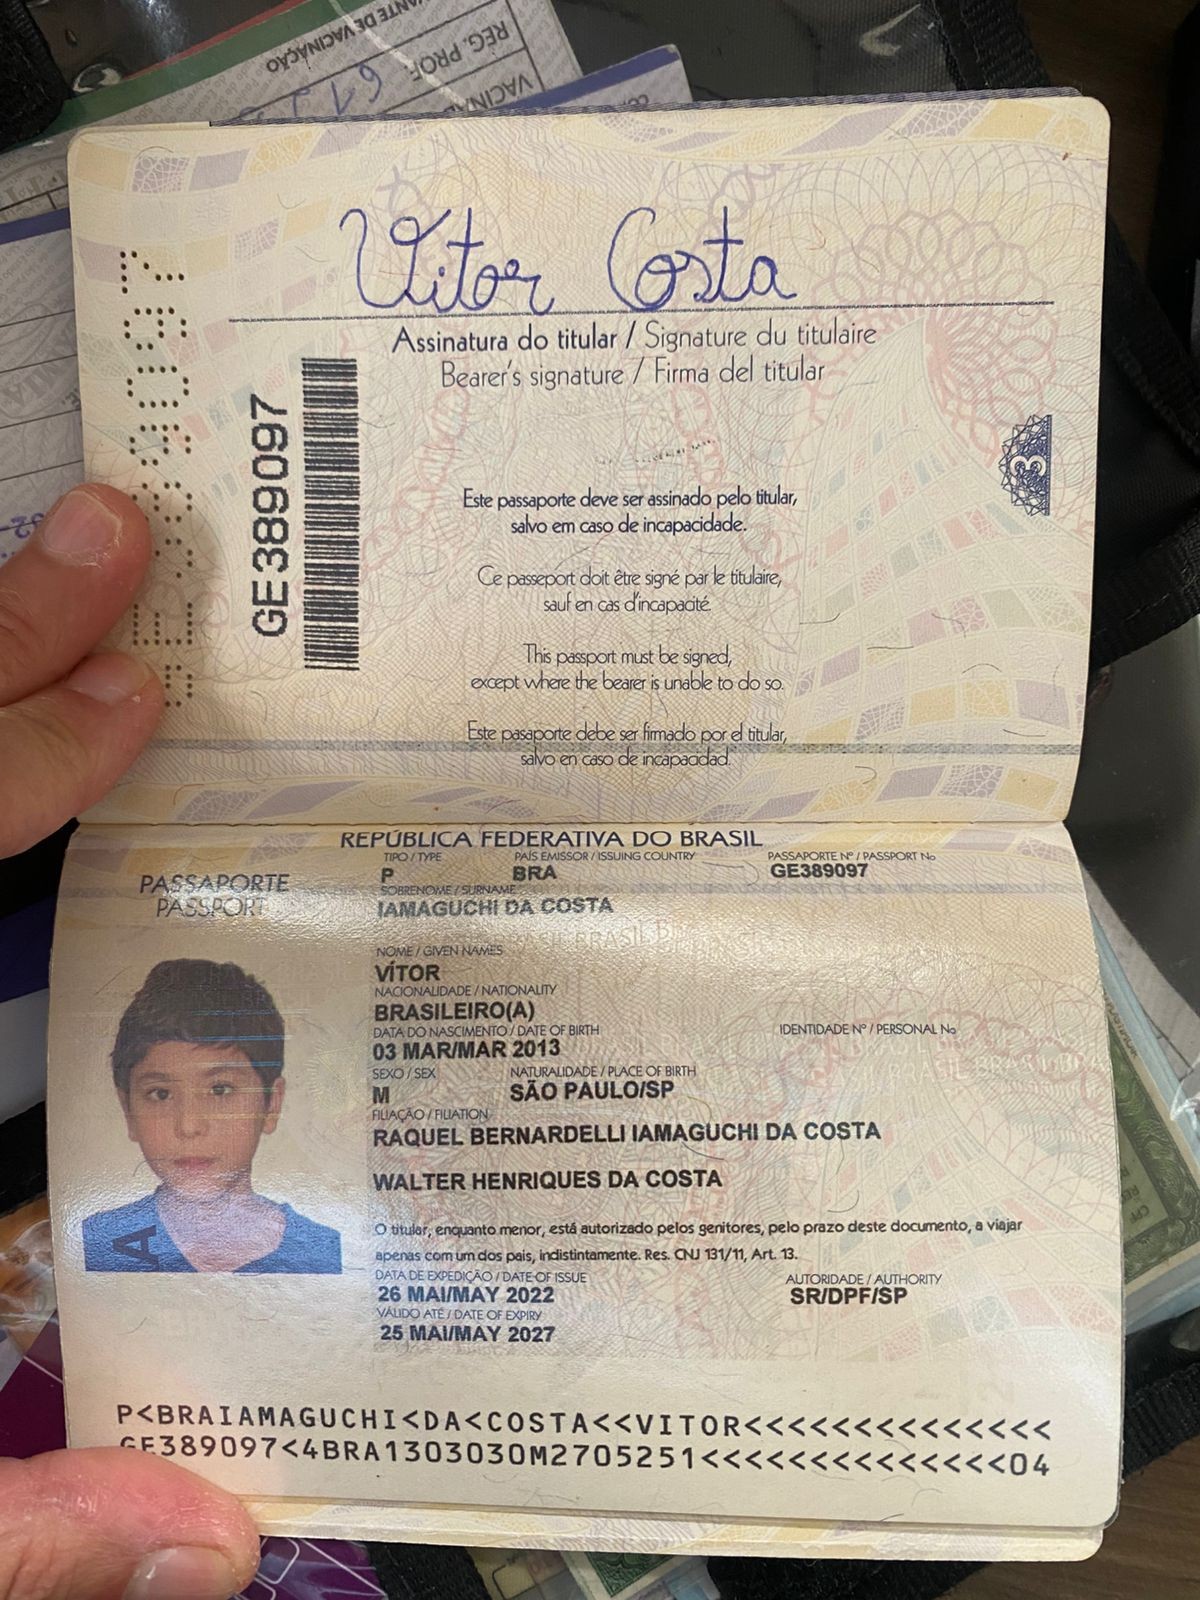 VANTE DE VACINAÇÃO
REG. PROF.
VACINAD
Vitor Costa
Assinatura do titular / Signature du titulaire
Bearer's signature / Firma del titular
GE389097
GE389097
3
Este passaporte deve ser assinado pelo titular,
salvo em caso de incapacidade.
Ce passeport doit être signé par le titulaire,
sauf en cas d'incapacité.
This passport must be signed,
except where the bearer is unable to do so.
Este pasaporte debe ser firmado por el titular,
salvo en caso de incapacidad.
REPÚBLICA FEDERATIVA DO BRASIL
TIPO / TYPE PAÍS EMISSOR / ISSUING COUNTRY PASSAPORTE Nº / PASSPORT No
PASSAPORTE P BRA GE389097
PASSPORT SOBRENOME / SURNAME
IAMAGUCHI DA COSTA
NOME / GIVEN NAMES
VÍTOR
NACIONALIDADE / NATIONALITY
BRASILEIRO(A)
DATA DO NASCIMENTO / DATE OF BIRTH IDENTIDADE Nº / PERSONAL No
03 MAR/MAR 2013
SEXO / SEX NATURALIDADE / PLACE OF BIRTH
M SÃO PAULO/SP
FILIAÇÃO / FILIATION
RAQUEL BERNARDELLI IAMAGUCHI DA COSTA
WALTER HENRIQUES DA COSTA
O titular, enquanto menor, está autorizado pelos genitores, pelo prazo deste documento, a viajar
apenas com um dos pais, indistintamente. Res. CNJ 131/11, Art. 13.
DATA DE EXPEDIÇÃO / DATE OF ISSUE AUTORIDADE / AUTHORITY
26 MAI/MAY 2022 SR/DPF/SP
VÁLIDO ATÉ / DATE OF EXPIRY
25 MAI/MAY 2027
P<BRAIAMAGUCHI<DA<COSTA<<VITOR<<<<<<<<<<<<<<
GE389097<4BRA1303030M2705251<<<<<<<<<<<<<<04